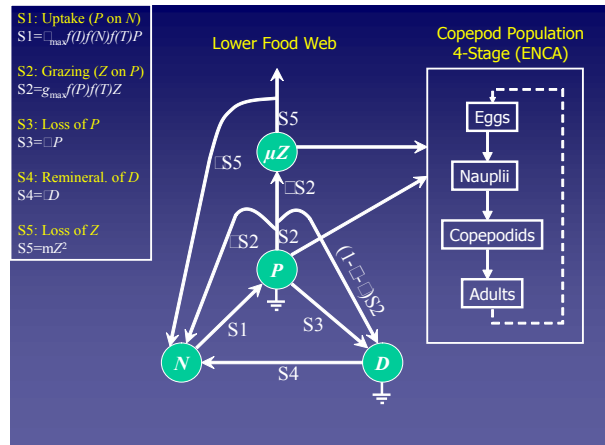 S1: Uptake (P on N)
S1=□maxf(I)f(N)f(T)P
S2: Grazing (Z on P)
S2=gmaxf(P)f(T)Z
S3: Loss of P
S3=□P
S4: Remineral. of D
S4=□D
S5: Loss of Z
S5=mZ²
Lower Food Web
Copepod Population
4-Stage (ENCA)
S5
□S5
μZ
□S2
□S2
S2
(1-□-□)S2
P
S1
S3
N
S4
D
Eggs
Nauplii
Copepodids
Adults